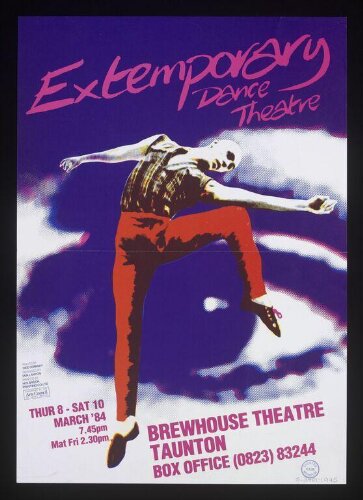 Extemporary
Dance
Theatre
THUR 8 - SAT 10
MARCH '84
7.45pm
Mat Fri 2.30pm
BREWHOUSE THEATRE
TAUNTON
BOX OFFICE (0823) 83244